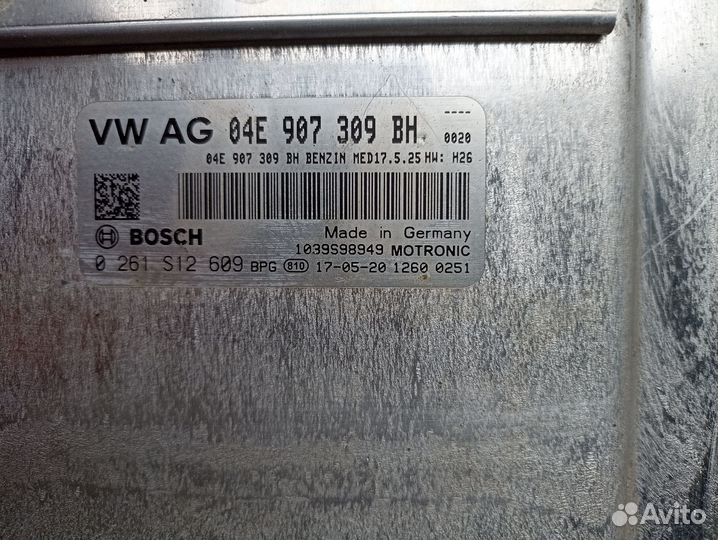 ----
VW AG 04E 907 309 BH 0020
04E 907 309 BH BENZIN MED17.5.25 HW: H26
BOSCH Made in Germany
1039S98949 MOTRONIC
0 261 S12 609 BPG 810 17-05-20 1260 0251
Avito